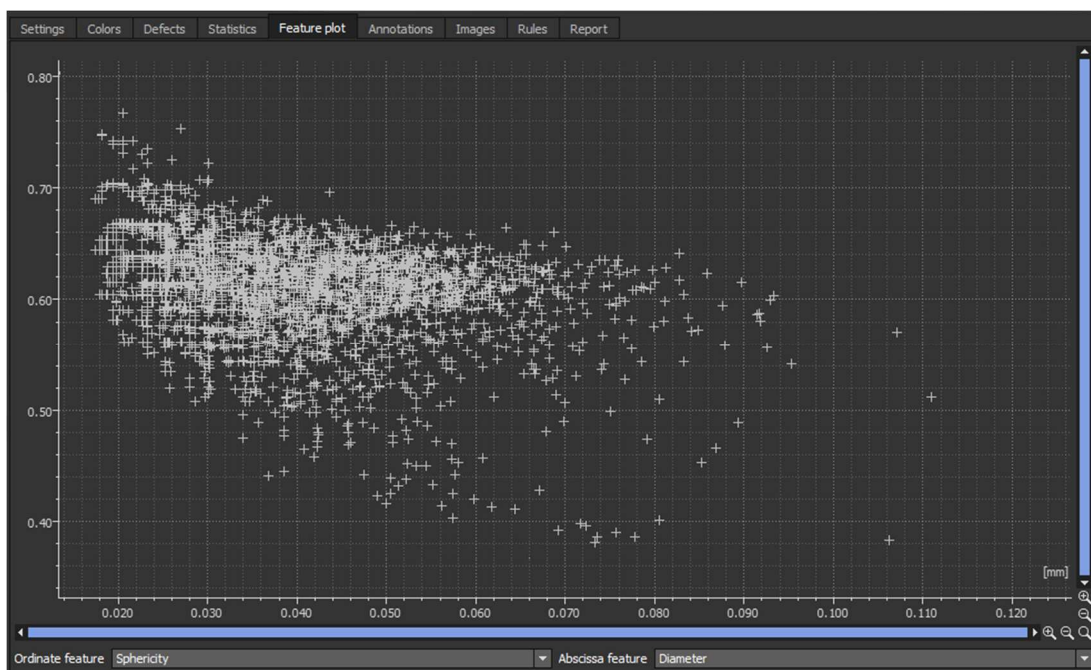 Settings Colors Defects Statistics Feature plot Annotations Images Rules Report
0.80
0.70
0.60
0.50
0.40
[mm]
0.020 0.030 0.040 0.050 0.060 0.070 0.080 0.090 0.100 0.110 0.120
Ordinate feature Sphericity Abscissa feature Diameter